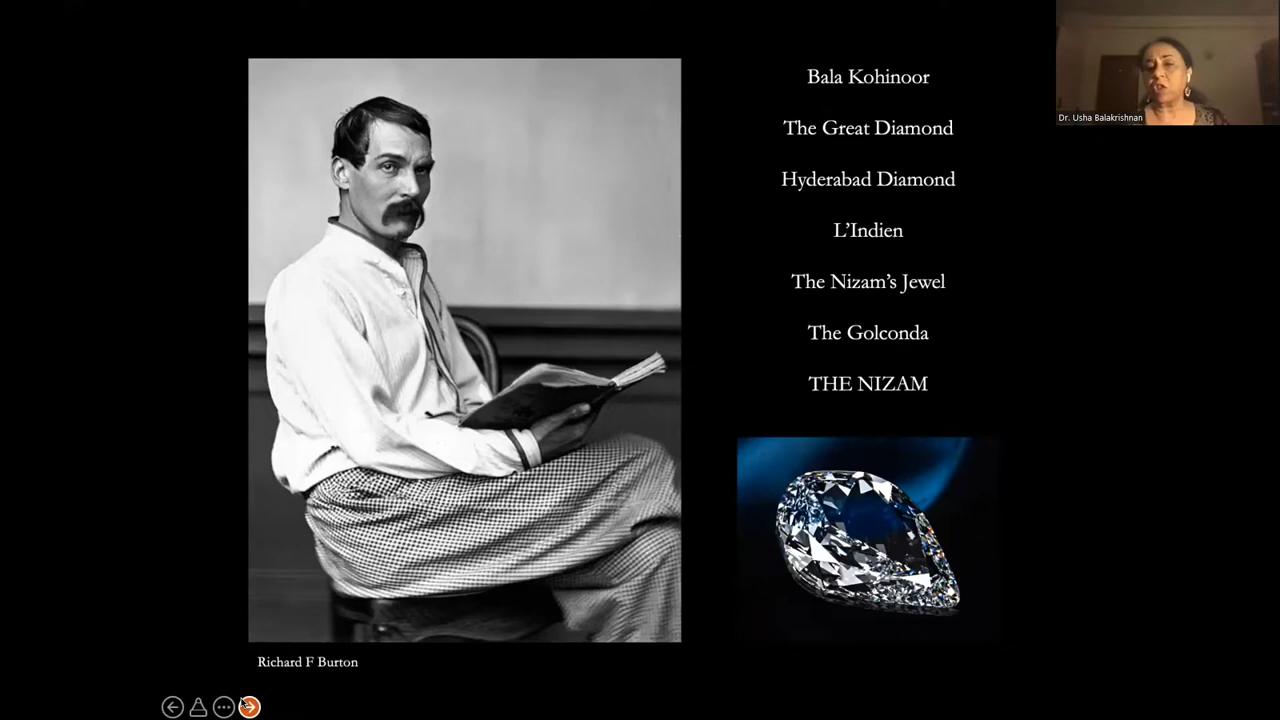 Bala Kohinoor
The Great Diamond
Hyderabad Diamond
L’Indien
The Nizam’s Jewel
The Golconda
THE NIZAM
Richard F Burton
Dr. Usha Balakrishnan